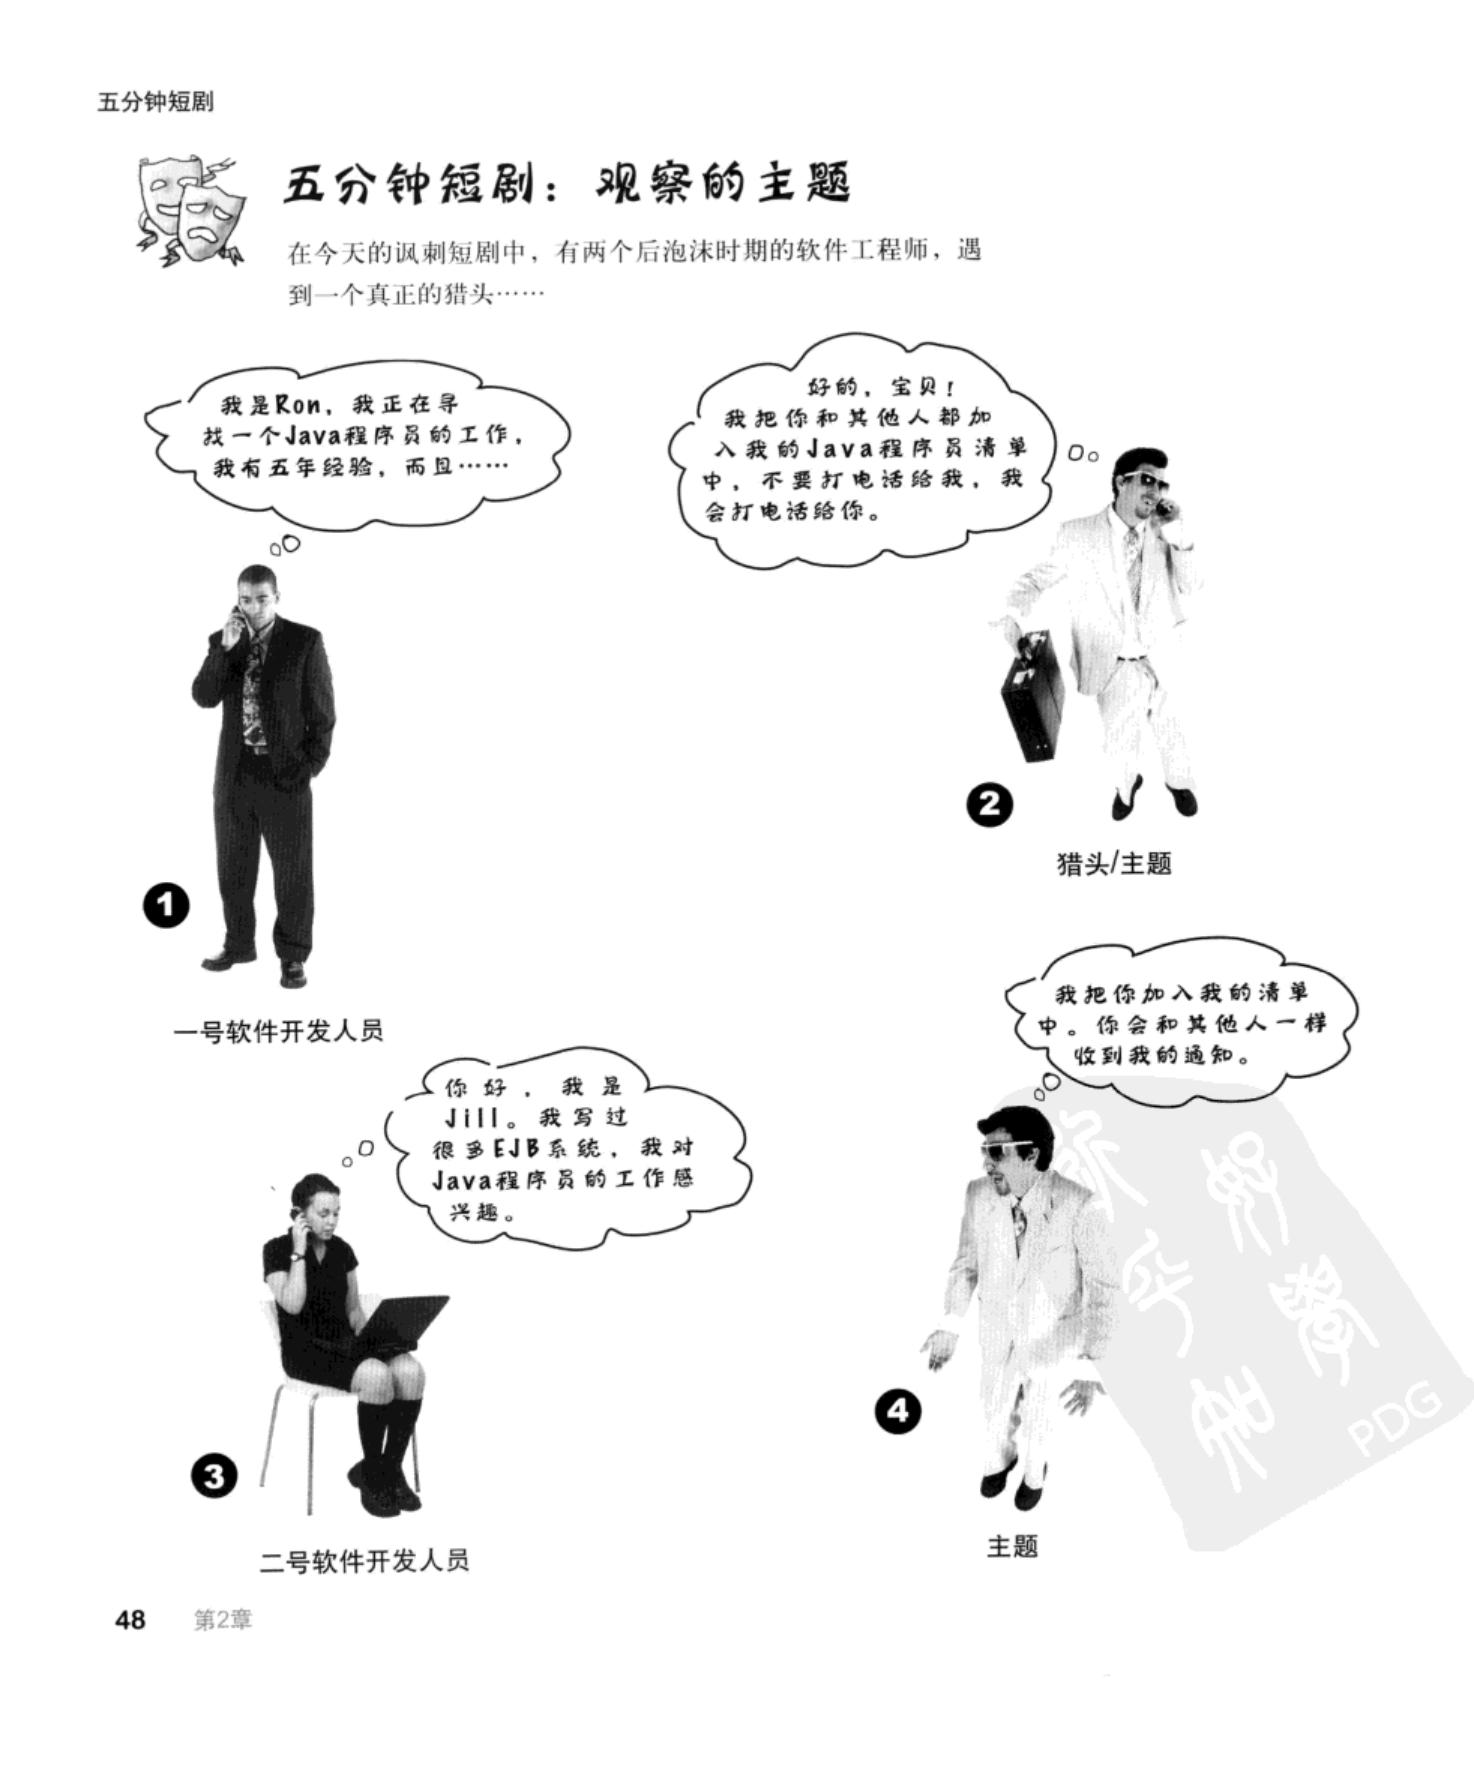 五分钟短剧
五分钟短剧：观察的主题
在今天的讽刺短剧中，有两个后泡沫时期的软件工程师，遇
到一个真正的猎头……
我是Ron，我正在寻
找一个Java程序员的工作，
我有五年经验，而且……
好的，宝贝！
我把你和其他人都加
入我的Java程序员清单
中，不要打电话给我，我
会打电话给你。
2
猎头/主题
1
一号软件开发人员
我把你加入我的清单
中。你会和其他人一样
收到我的通知。
你好，我是
Jill。我写过
很多EJB系统，我对
Java程序员的工作感
兴趣。
4
主题
3
二号软件开发人员
PDG
48 第2章